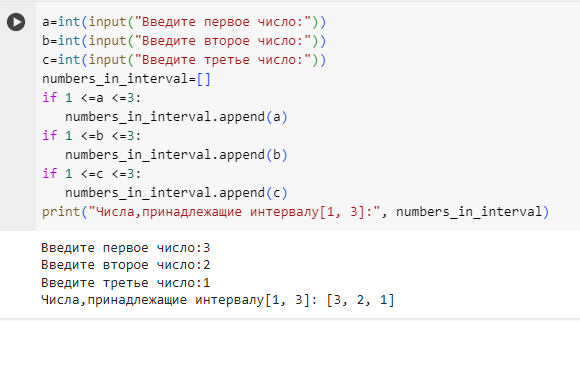 a=int(input("Введите первое число:"))
b=int(input("Введите второе число:"))
c=int(input("Введите третье число:"))
numbers_in_interval=[]
if 1 <=a <=3:
   numbers_in_interval.append(a)
if 1 <=b <=3:
   numbers_in_interval.append(b)
if 1 <=c <=3:
   numbers_in_interval.append(c)
print("Числа,принадлежащие интервалу[1, 3]:", numbers_in_interval)
Введите первое число:3
Введите второе число:2
Введите третье число:1
Числа,принадлежащие интервалу[1, 3]: [3, 2, 1]